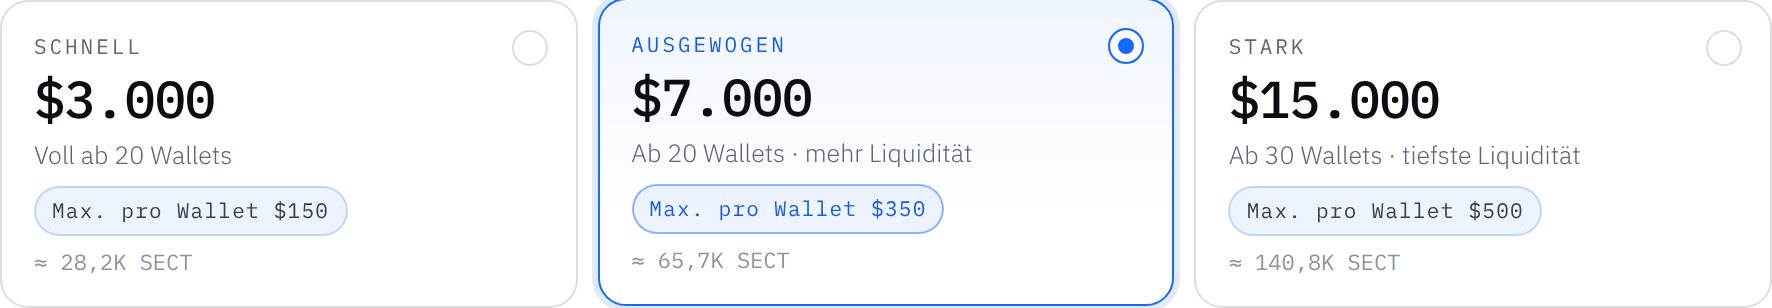 SCHNELL
$3.000
Voll ab 20 Wallets
Max. pro Wallet $150
≈ 28,2K SECT
AUSGEWOGEN
$7.000
Ab 20 Wallets · mehr Liquidität
Max. pro Wallet $350
≈ 65,7K SECT
STARK
$15.000
Ab 30 Wallets · tiefste Liquidität
Max. pro Wallet $500
≈ 140,8K SECT